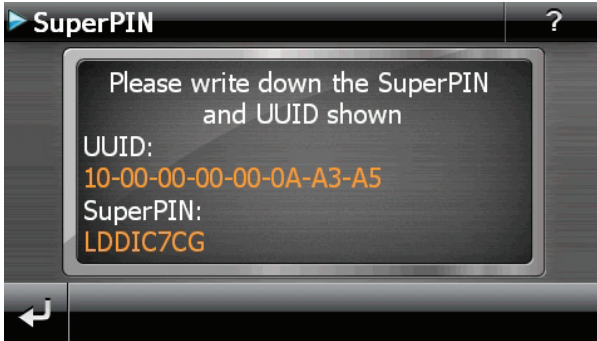 SuperPIN
?
Please write down the SuperPIN
and UUID shown
UUID:
10-00-00-00-00-0A-A3-A5
SuperPIN:
LDDIC7CG